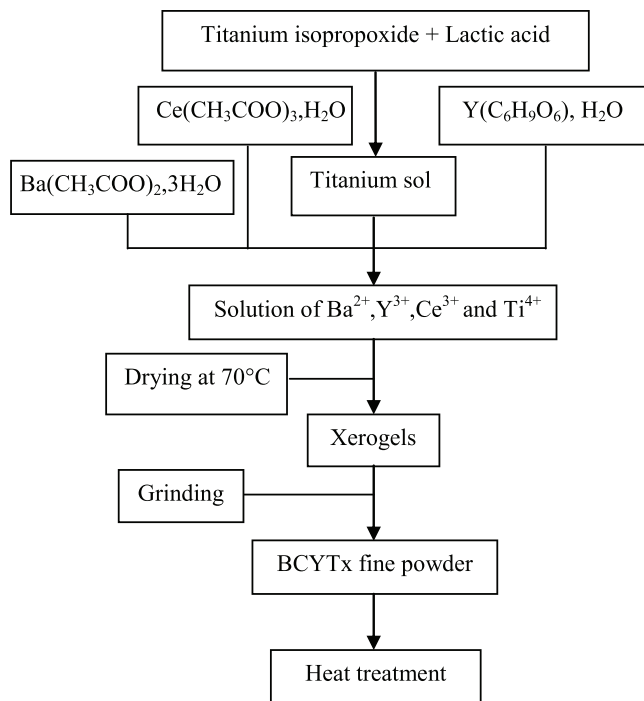 Titanium isopropoxide + Lactic acid
Ce(CH₃COO)₃,H₂O
Y(C₆H₉O₆), H₂O
Ba(CH₃COO)₂,3H₂O
Titanium sol
Solution of Ba²⁺,Y³⁺,Ce³⁺ and Ti⁴⁺
Drying at 70°C
Xerogels
Grinding
BCYTx fine powder
Heat treatment